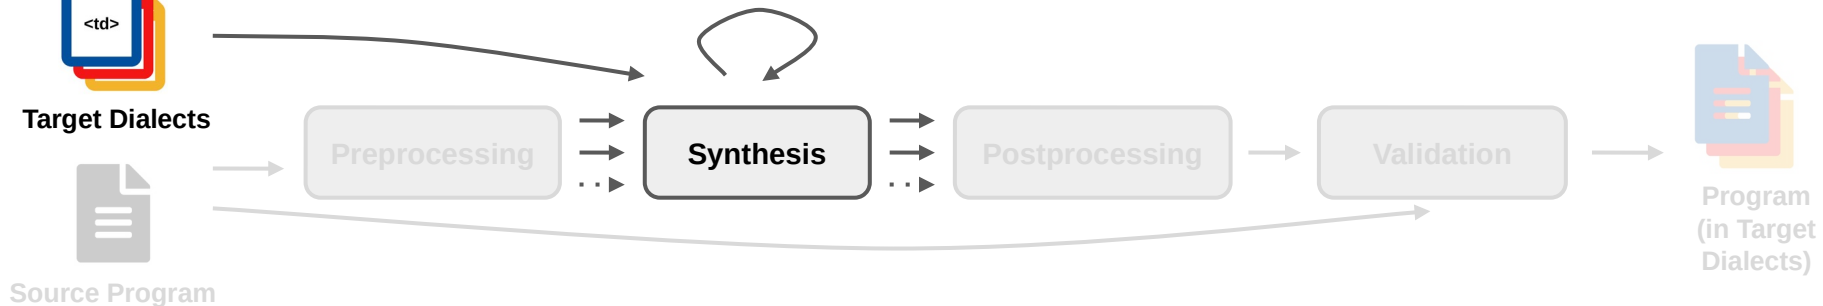 <td>
Target Dialects
Preprocessing
Synthesis
Postprocessing
Validation
Program
(in Target
Dialects)
Source Program